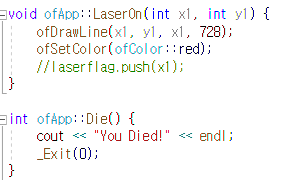 void ofApp::LaserOn(int x1, int y1) {
ofDrawLine(x1, y1, x1, 728);
ofSetColor(ofColor::red);
//laserflag.push(x1);
}
int ofApp::Die() {
cout << "You Died!" << endl;
_Exit(0);
}